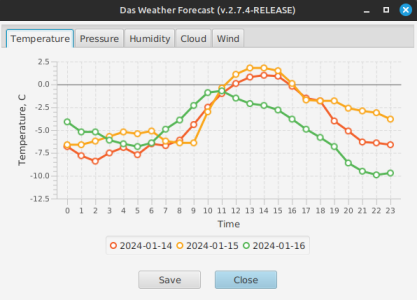 Das Weather Forecast (v.2.7.4-RELEASE)
Temperature Pressure Humidity Cloud Wind
Temperature, C
2.5
0.0
-2.5
-5.0
-7.5
-10.0
-12.5
0 1 2 3 4 5 6 7 8 9 10 11 12 13 14 15 16 17 18 19 20 21 22 23
Time
2024-01-14 2024-01-15 2024-01-16
Save Close